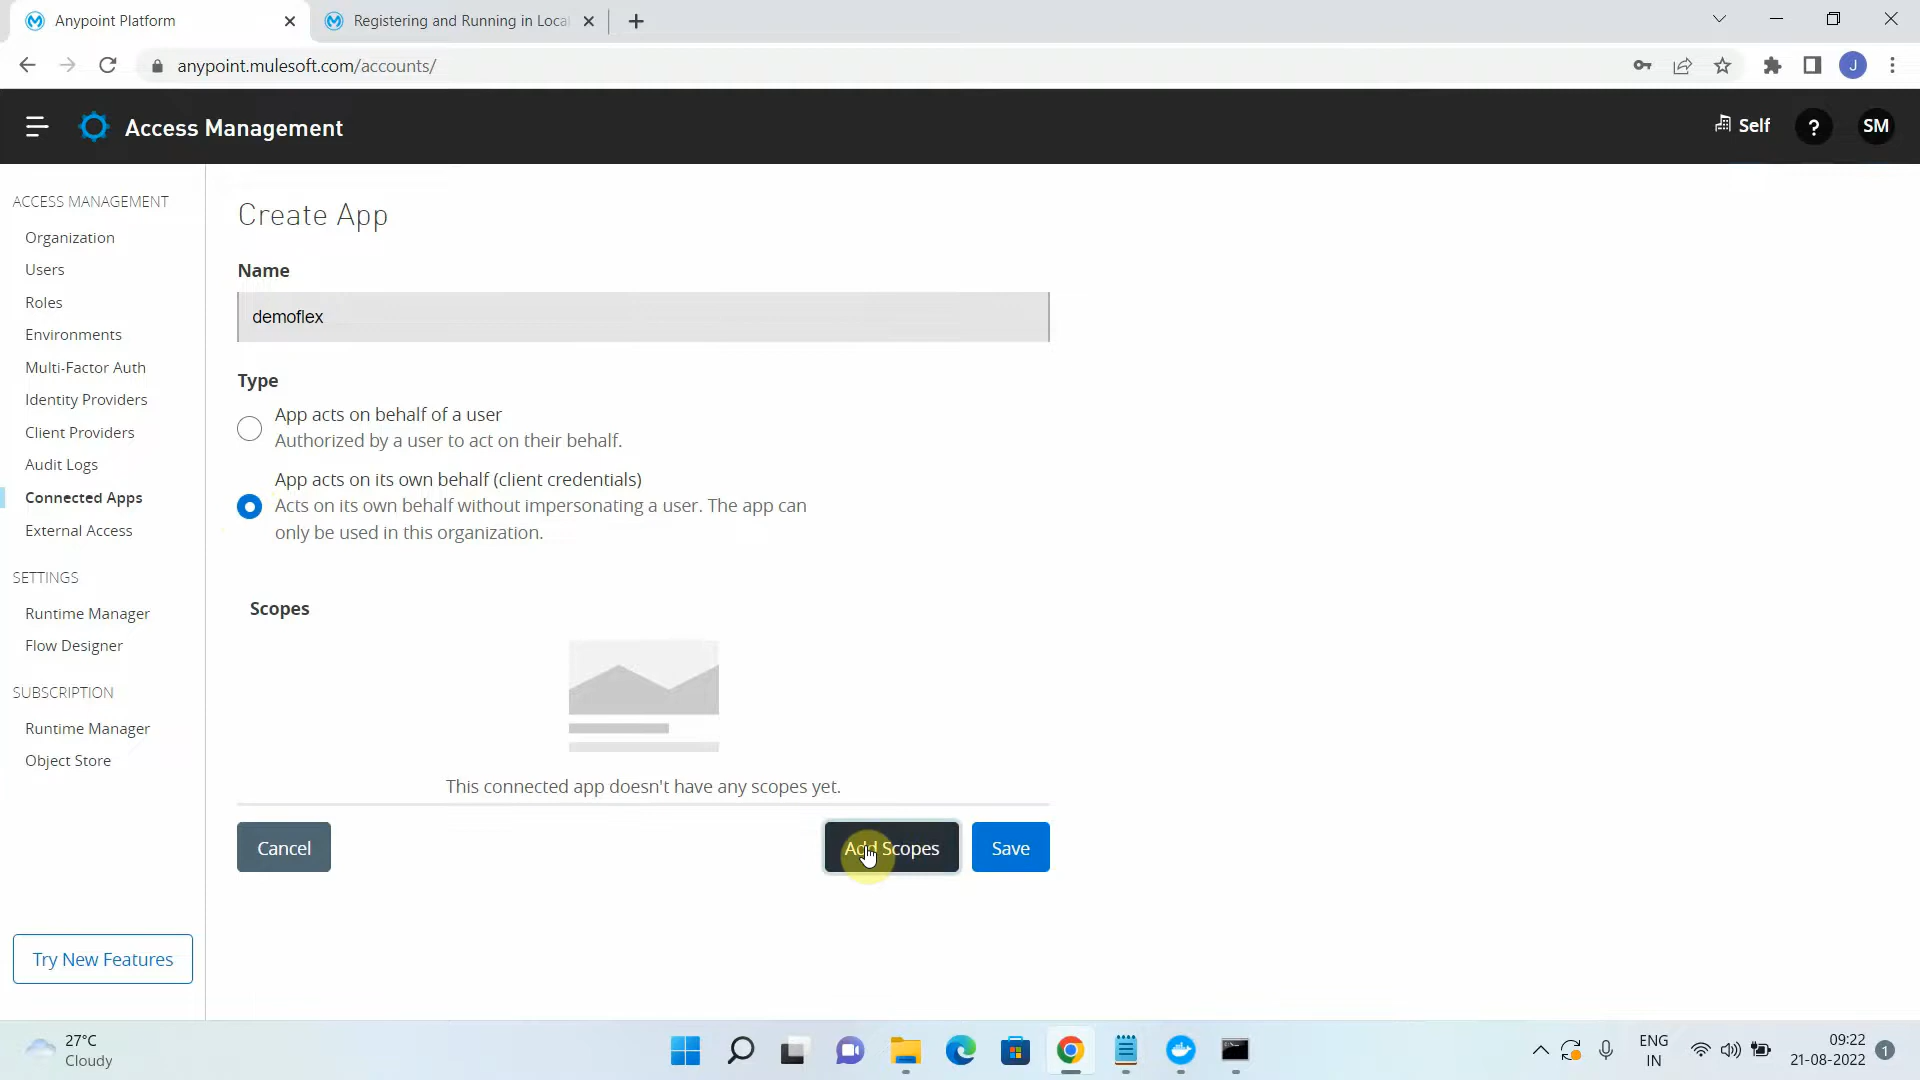 Anypoint Platform
Registering and Running in Loca
anypoint.mulesoft.com/accounts/
J
Access Management
Self
?
SM
ACCESS MANAGEMENT
Organization
Users
Roles
Environments
Multi-Factor Auth
Identity Providers
Client Providers
Audit Logs
Connected Apps
External Access
SETTINGS
Runtime Manager
Flow Designer
SUBSCRIPTION
Runtime Manager
Object Store
Try New Features
Create App
Name
demoflex
Type
App acts on behalf of a user
Authorized by a user to act on their behalf.
App acts on its own behalf (client credentials)
Acts on its own behalf without impersonating a user. The app can
only be used in this organization.
Scopes
This connected app doesn't have any scopes yet.
Cancel
Add Scopes
Save
27°C
Cloudy
ENG
IN
09:22
21-08-2022
1